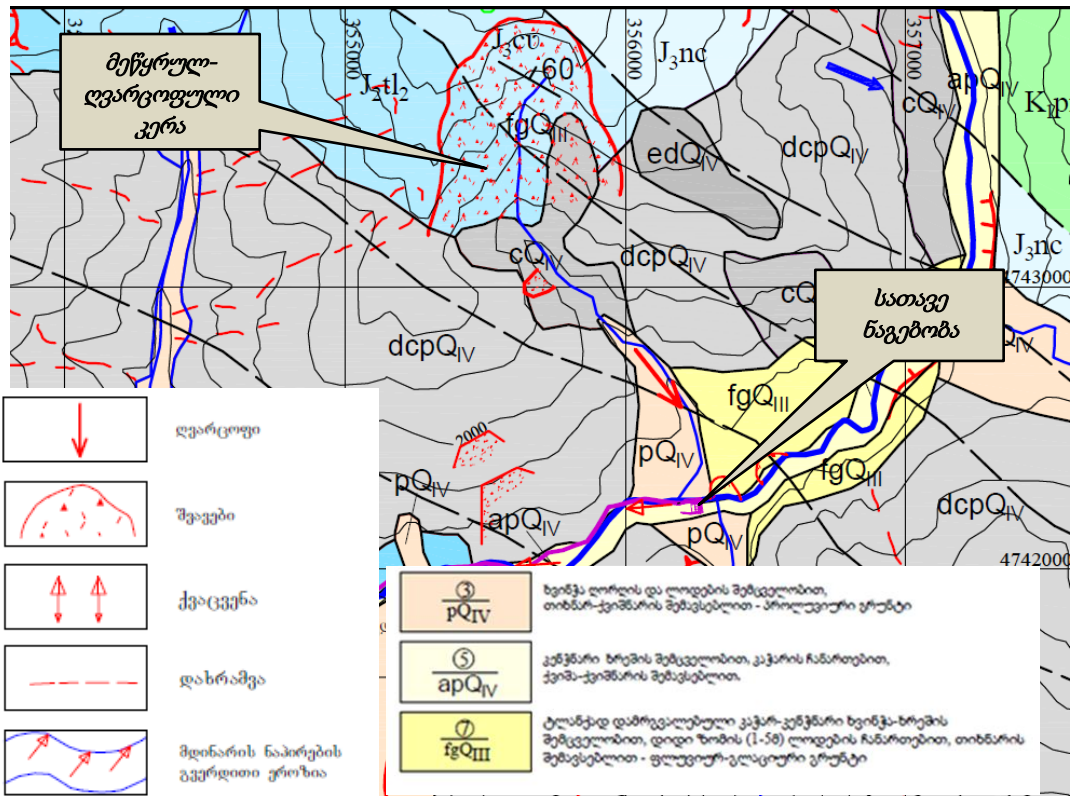 მეწყრულ-
ღვარცოფული
კერა
355000
356000
357000
J₃cu
60
J₃nc
J₂tl₂
fgQIII
edQIV
dcpQIV
cQIV
apQIV
J₃nc
cQIV
dcpQIV
4743000
სათავე
ნაგებობა
dcpQIV
fgQIII
2000
pQIV
fgQIII
pQIV
apQIV
pQIV
dcpQIV
4742000
ღვარცოფი
შვავები
ქვაცვენა
დახრამვა
მდინარის ნაპირების
გვერდითი ეროზია
3
pQIV
ხვინჭა ღორღის და ლოდების შემცველობით,
თიხნარ-ქვიშნარის შემავსებლით - პროლუვიური გრუნტი
5
apQIV
კენჭნარი ხრეშის შემცველობით, კაჭარის ჩანართებით,
ქვიშა-ქვიშნარის შემავსებლით.
7
fgQIII
ტლანქად დამრგვალებული კაჭარ-კენჭნარი ხვინჭა-ხრეშის
შემცველობით, დიდი ზომის (1-5მ) ლოდების ჩანართებით, თიხნარის
შემავსებლით - ფლუვიურ-გლაციური გრუნტი